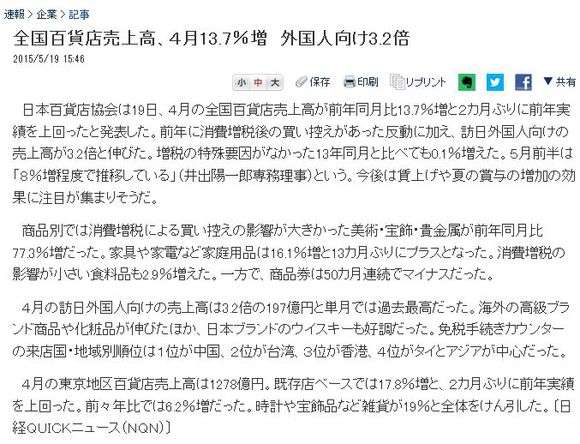 速報 > 企業 > 記事
全国百貨店売上高、４月13.7％増　外国人向け3.2倍
2015/5/19 15:46
小 中 大 保存 印刷 リプリント 共有
日本百貨店協会は19日、４月の全国百貨店売上高が前年同月比13.7％増と２カ月ぶりに前年実
績を上回ったと発表した。前年に消費増税後の買い控えがあった反動に加え、訪日外国人向けの
売上高が3.2倍と伸びた。増税の特殊要因がなかった13年同月と比べても0.1％増えた。５月前半は
「８％増程度で推移している」（井出陽一郎専務理事）という。今後は賃上げや夏の賞与の増加の効
果に注目が集まりそうだ。
商品別では消費増税による買い控えの影響が大きかった美術・宝飾・貴金属が前年同月比
77.3％増だった。家具や家電など家庭用品は16.1％増と13カ月ぶりにプラスとなった。消費増税の
影響が小さい食料品も2.9％増えた。一方で、商品券は50カ月連続でマイナスだった。
４月の訪日外国人向けの売上高は3.2倍の197億円と単月では過去最高だった。海外の高級ブラ
ンド商品や化粧品が伸びたほか、日本ブランドのウイスキーも好調だった。免税手続きカウンター
の来店国・地域別順位は１位が中国、２位が台湾、３位が香港、４位がタイとアジアが中心だった。
４月の東京地区百貨店売上高は1278億円。既存店ベースでは17.8％増と、２カ月ぶりに前年実績
を上回った。前々年比では6.2％増だった。時計や宝飾品など雑貨が19％と全体をけん引した。〔日
経ＱＵＩＣＫニュース（ＮＱＮ）〕